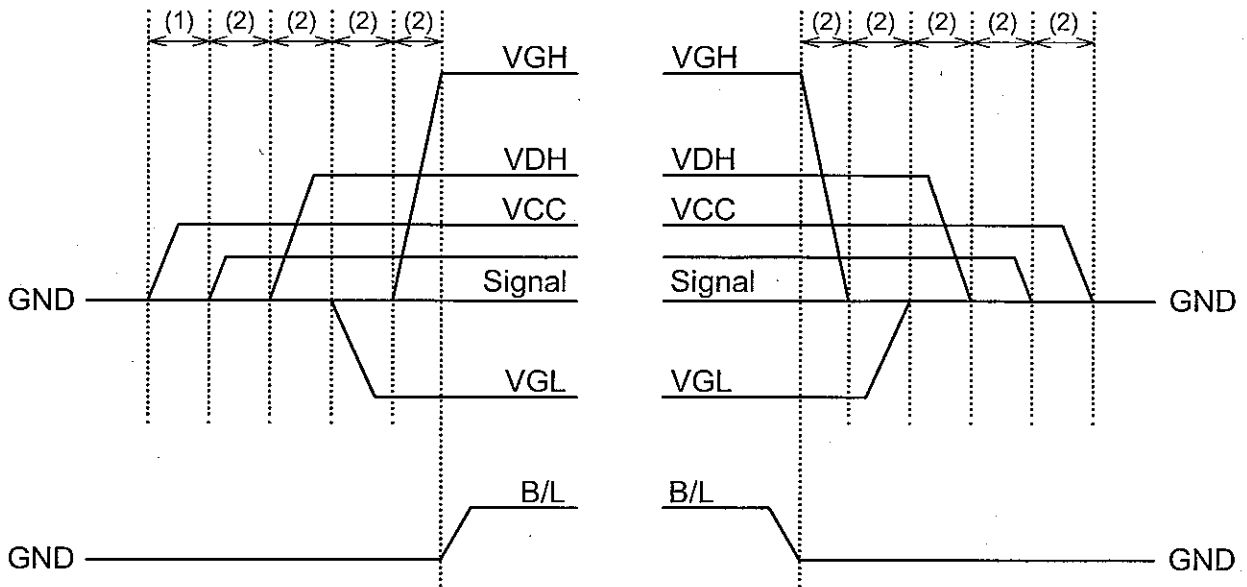 (1) (2) (2) (2) (2) (2) (2) (2) (2) (2)
VGH VGH
VDH VDH
VCC VCC
GND Signal Signal GND
VGL VGL
B/L B/L
GND GND